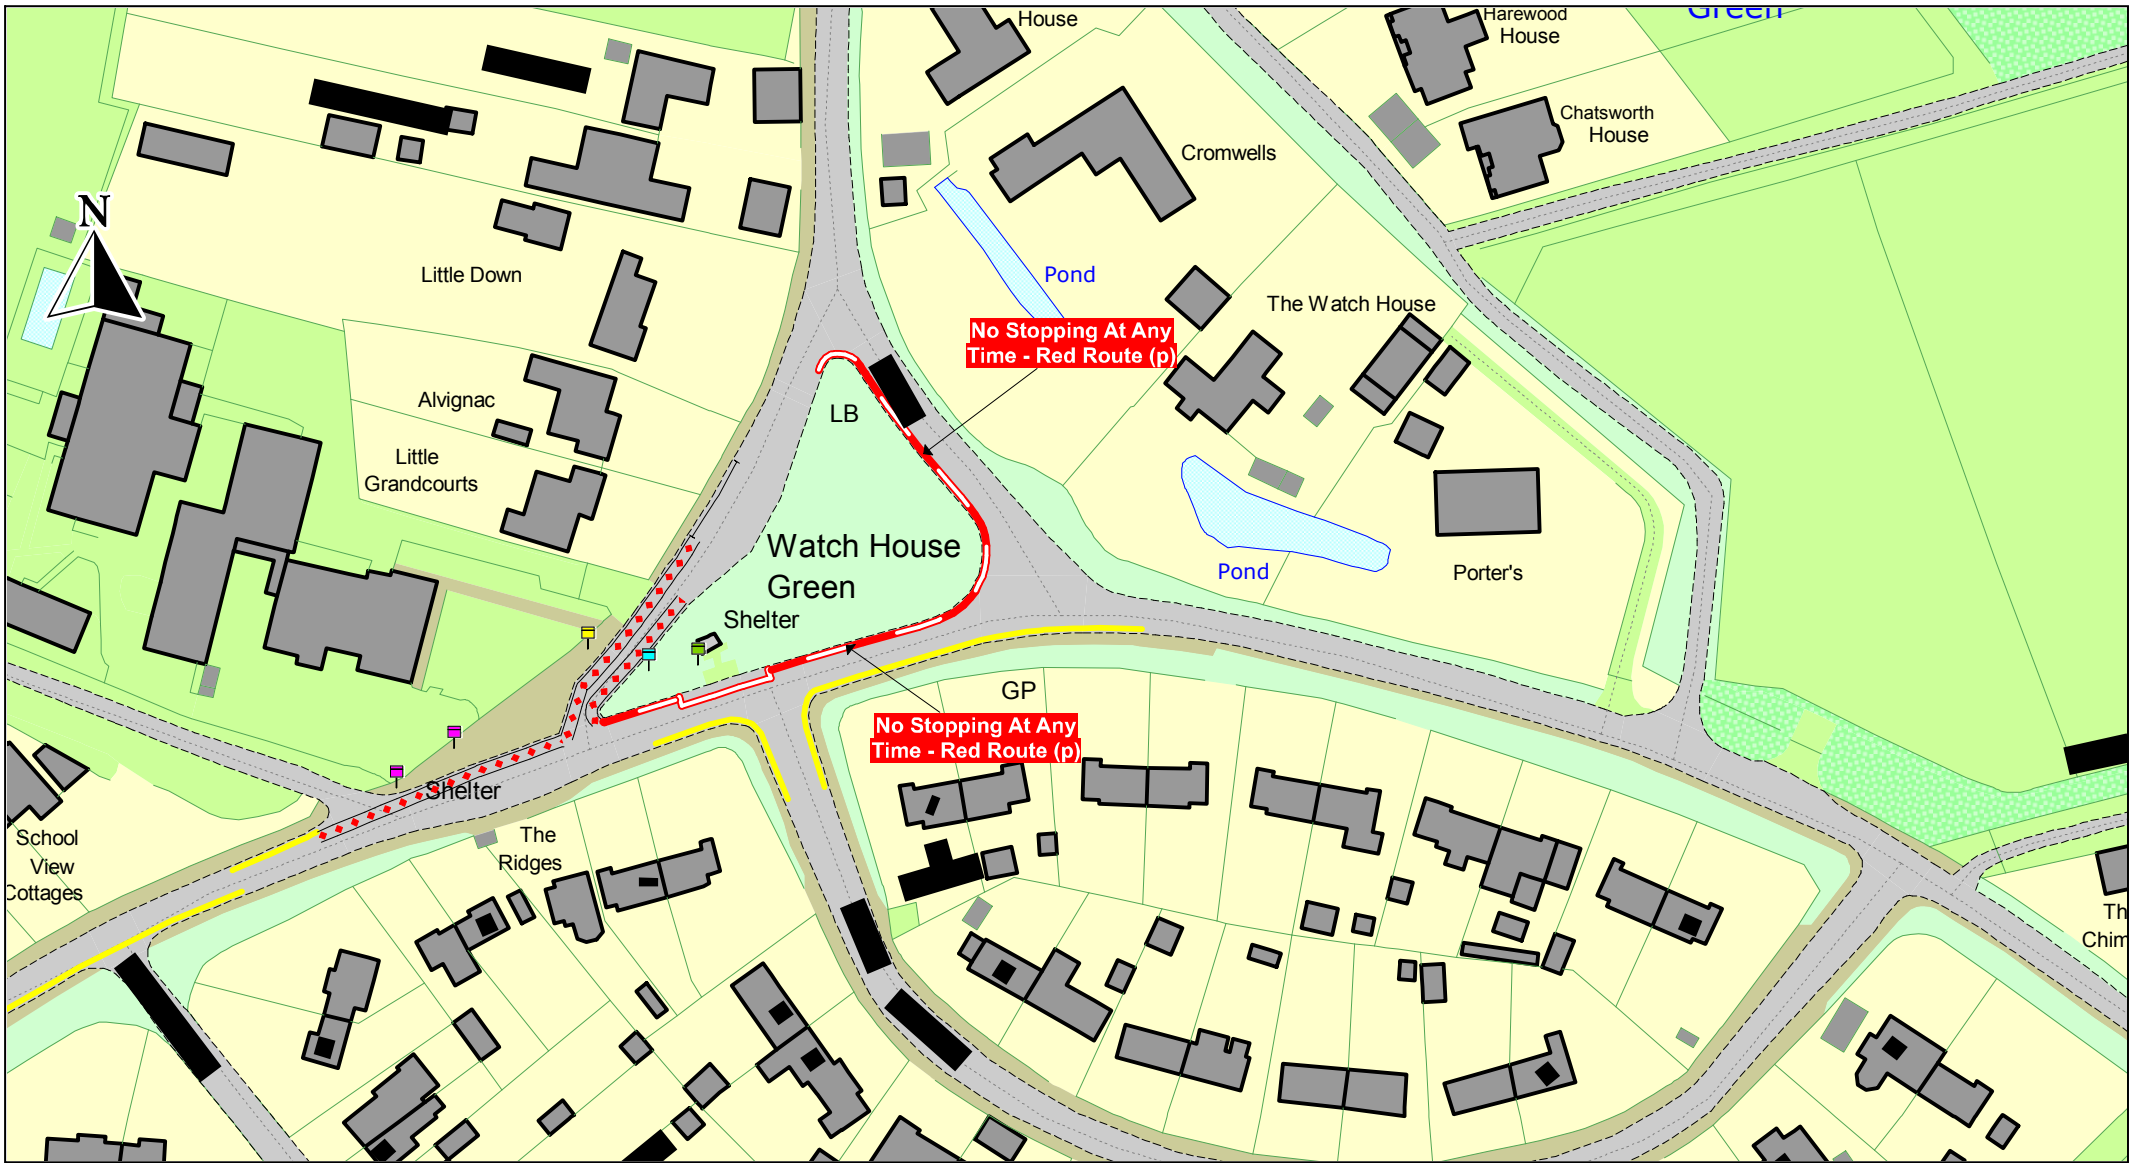 House
Harewood
House
Green
Chatsworth
House
Cromwells
N
Little Down
Pond
The Watch House
No Stopping At Any
Time - Red Route (p)
Alvignac
LB
Little
Grandcourts
Watch House
Green
Shelter
Pond
Porter's
GP
No Stopping At Any
Time - Red Route (p)
Shelter
School
View
Cottages
The
Ridges
Th
Chim